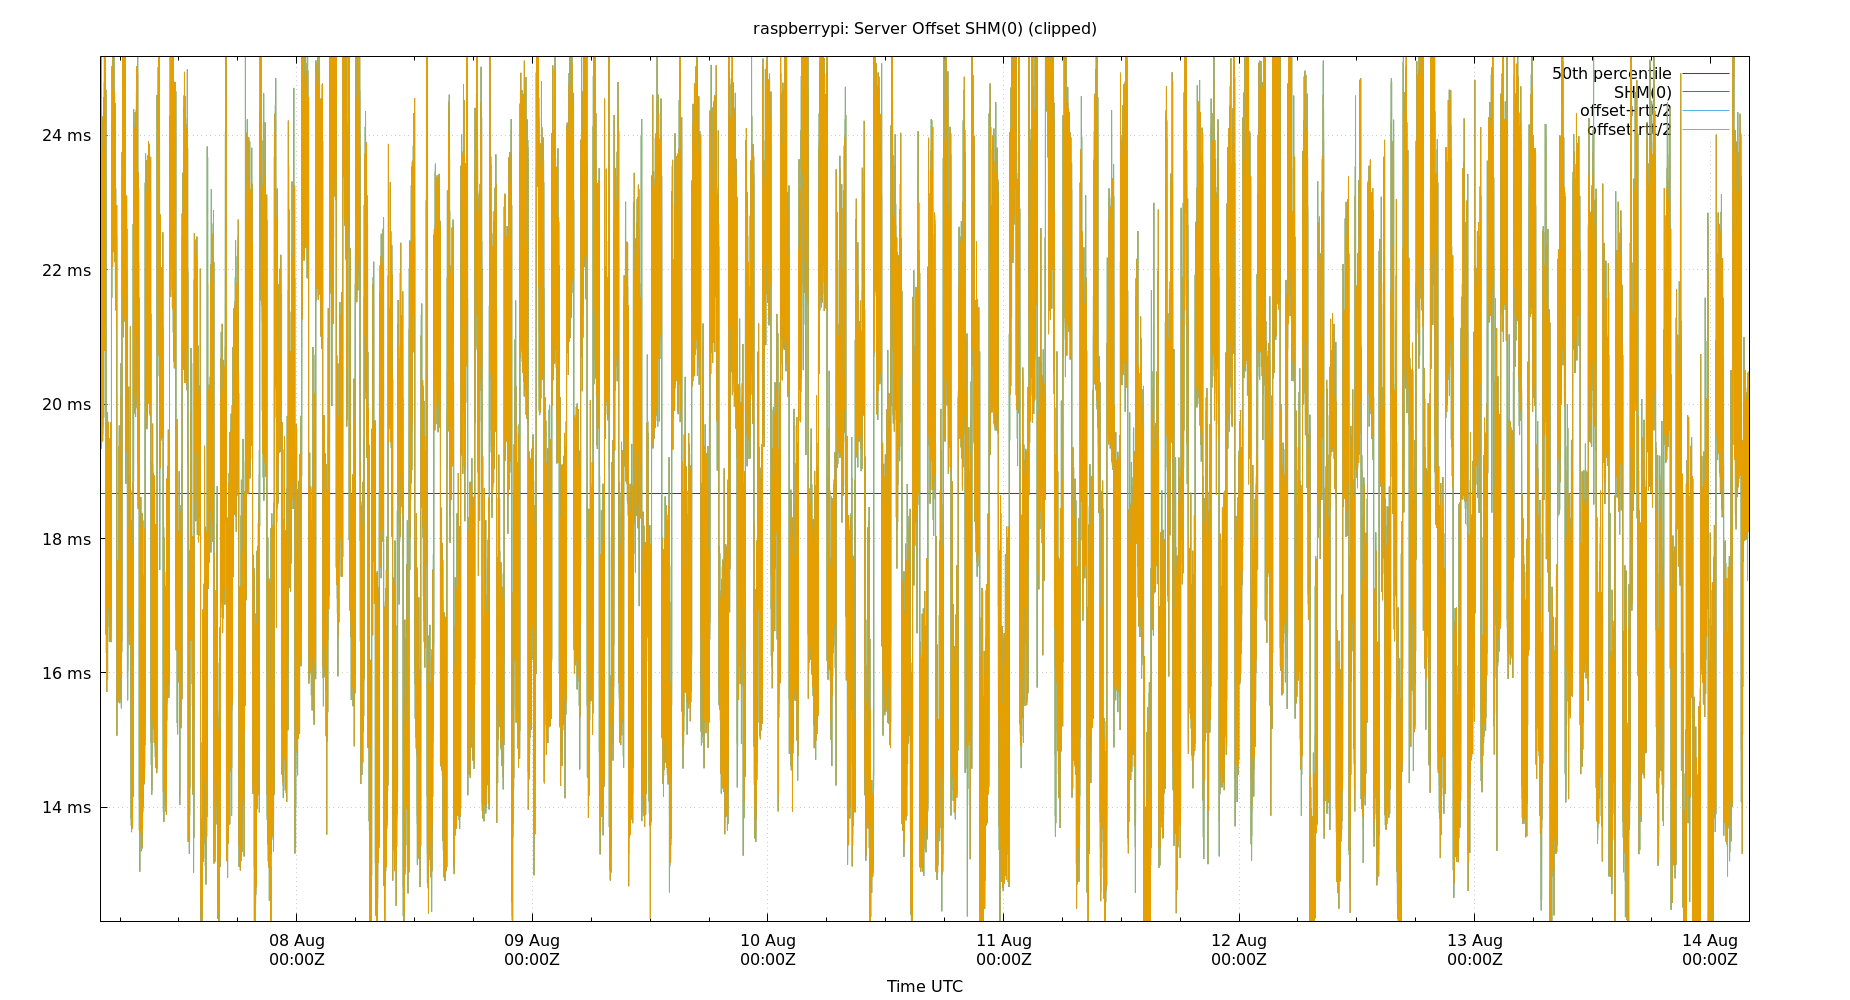 raspberrypi: Server Offset SHM(0) (clipped)
50th percentile
SHM(0)
offset+rtt/2
offset-rtt/2
24 ms
22 ms
20 ms
18 ms
16 ms
14 ms
08 Aug
00:00Z
09 Aug
00:00Z
10 Aug
00:00Z
11 Aug
00:00Z
12 Aug
00:00Z
13 Aug
00:00Z
14 Aug
00:00Z
Time UTC